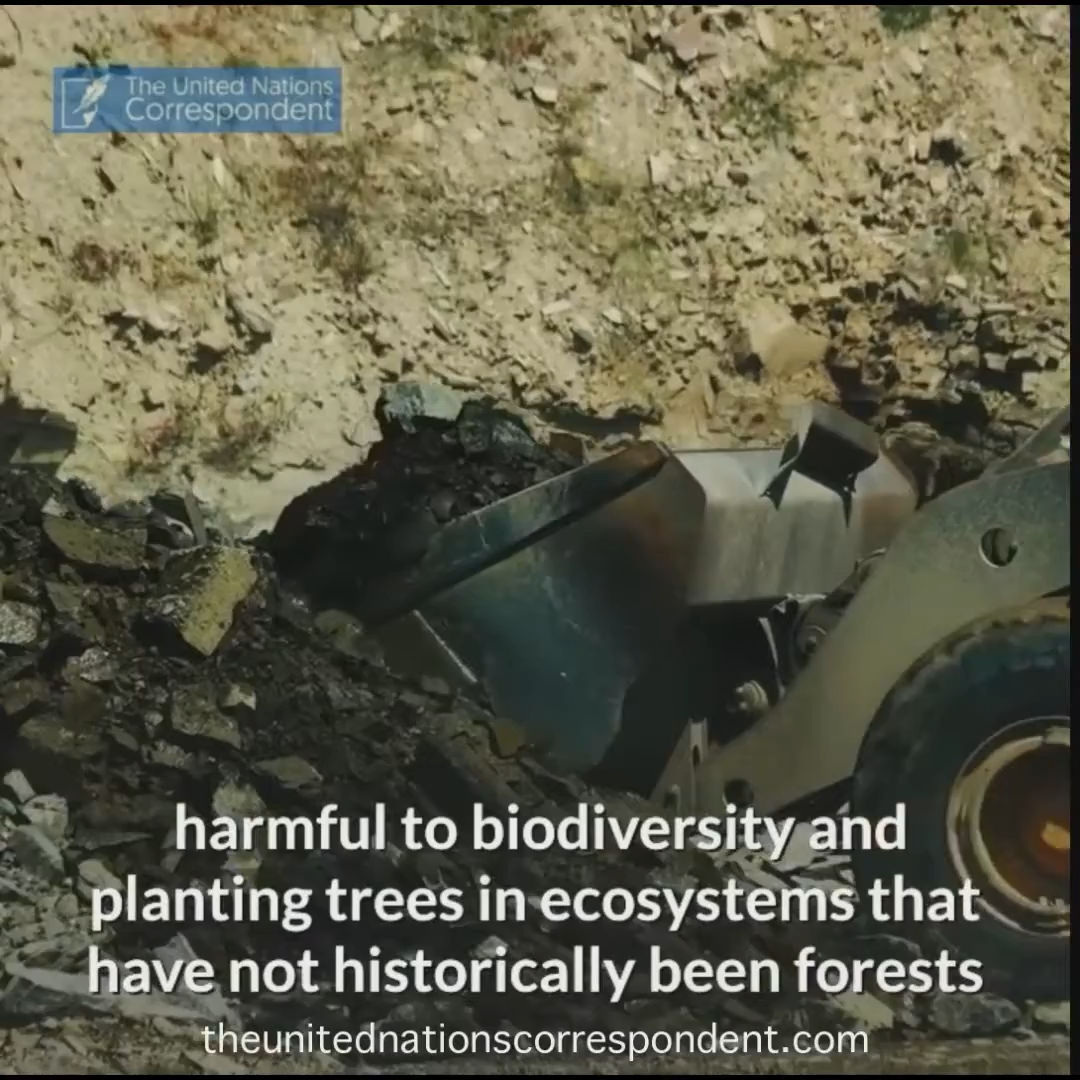 The United Nations
Correspondent
harmful to biodiversity and
planting trees in ecosystems that
have not historically been forests
theunitednationscorrespondent.com